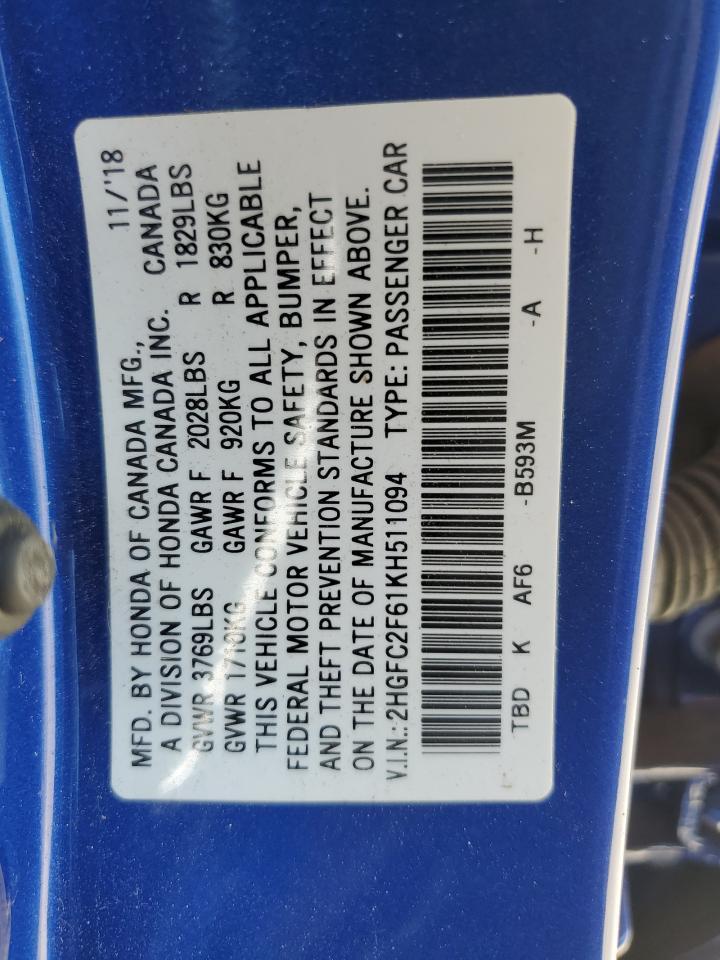 MFD. BY HONDA OF CANADA MFG., 11/'18
A DIVISION OF HONDA CANADA INC. CANADA
GVWR 3769LBS GAWR F 2028LBS R 1829LBS
GVWR 1710KG GAWR F 920KG R 830KG
THIS VEHICLE CONFORMS TO ALL APPLICABLE
FEDERAL MOTOR VEHICLE SAFETY, BUMPER,
AND THEFT PREVENTION STANDARDS IN EFFECT
ON THE DATE OF MANUFACTURE SHOWN ABOVE.
V.I.N.:2HGFC2F61KH511094 TYPE: PASSENGER CAR
TBD K AF6 -B593M -A -H